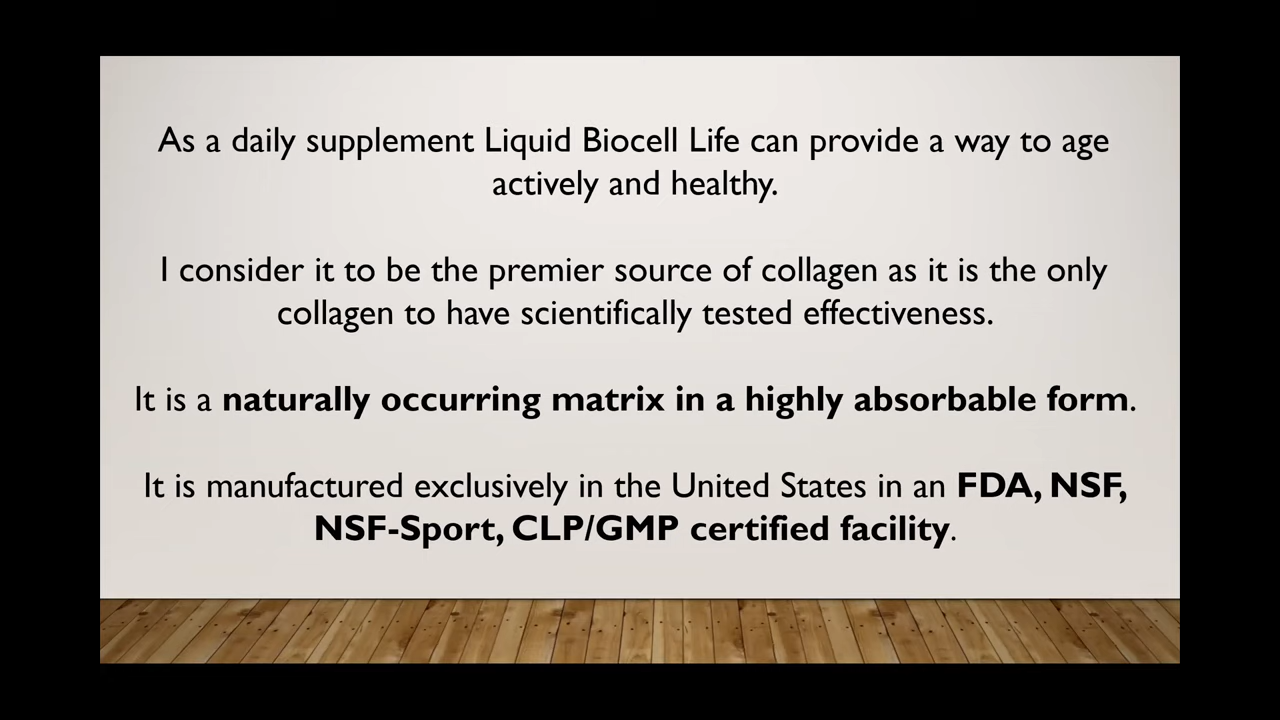 As a daily supplement Liquid Biocell Life can provide a way to age
actively and healthy.
I consider it to be the premier source of collagen as it is the only
collagen to have scientifically tested effectiveness.
It is a naturally occurring matrix in a highly absorbable form.
It is manufactured exclusively in the United States in an FDA, NSF,
NSF-Sport, CLP/GMP certified facility.